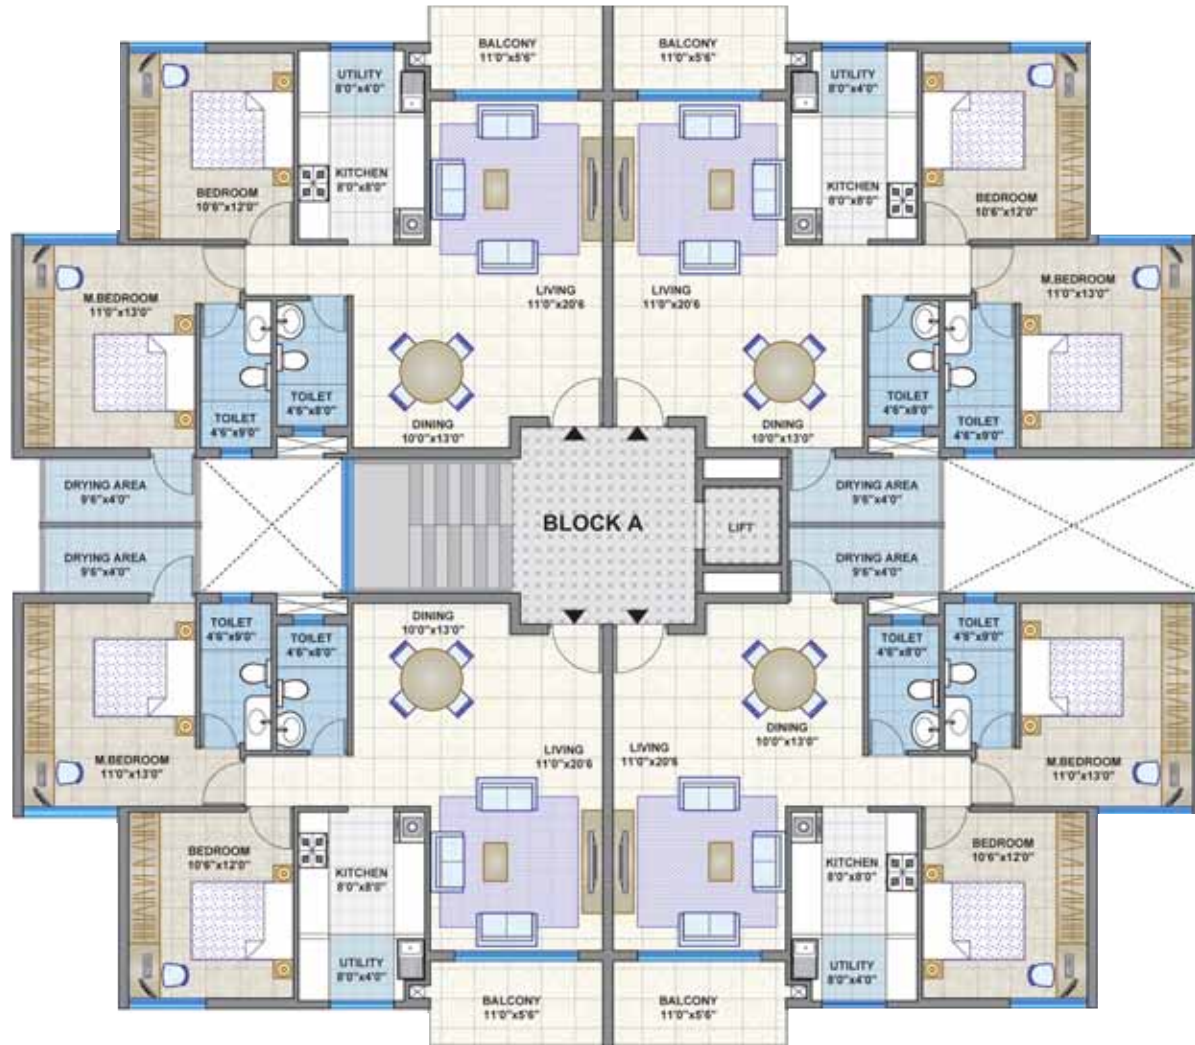 BALCONY
11'0"x5'6"
BALCONY
11'0"x5'6"
UTILITY
8'0"x4'0"
UTILITY
8'0"x4'0"
BEDROOM
10'6"x12'0"
KITCHEN
8'0"x8'0"
KITCHEN
8'0"x8'0"
BEDROOM
10'6"x12'0"
M.BEDROOM
11'0"x13'0"
LIVING
11'0"x20'6
LIVING
11'0"x20'6
M.BEDROOM
11'0"x13'0"
TOILET
4'6"x9'0"
TOILET
4'6"x8'0"
DINING
10'0"x13'0"
DINING
10'0"x13'0"
TOILET
4'6"x8'0"
TOILET
4'6"x9'0"
DRYING AREA
9'6"x4'0"
DRYING AREA
9'6"x4'0"
BLOCK A
LIFT
DRYING AREA
9'6"x4'0"
DRYING AREA
9'6"x4'0"
TOILET
4'6"x9'0"
TOILET
4'6"x8'0"
DINING
10'0"x13'0"
DINING
10'0"x13'0"
TOILET
4'6"x8'0"
TOILET
4'6"x9'0"
M.BEDROOM
11'0"x13'0"
LIVING
11'0"x20'6
LIVING
11'0"x20'6
M.BEDROOM
11'0"x13'0"
BEDROOM
10'6"x12'0"
KITCHEN
8'0"x8'0"
KITCHEN
8'0"x8'0"
BEDROOM
10'6"x12'0"
UTILITY
8'0"x4'0"
UTILITY
8'0"x4'0"
BALCONY
11'0"x5'6"
BALCONY
11'0"x5'6"